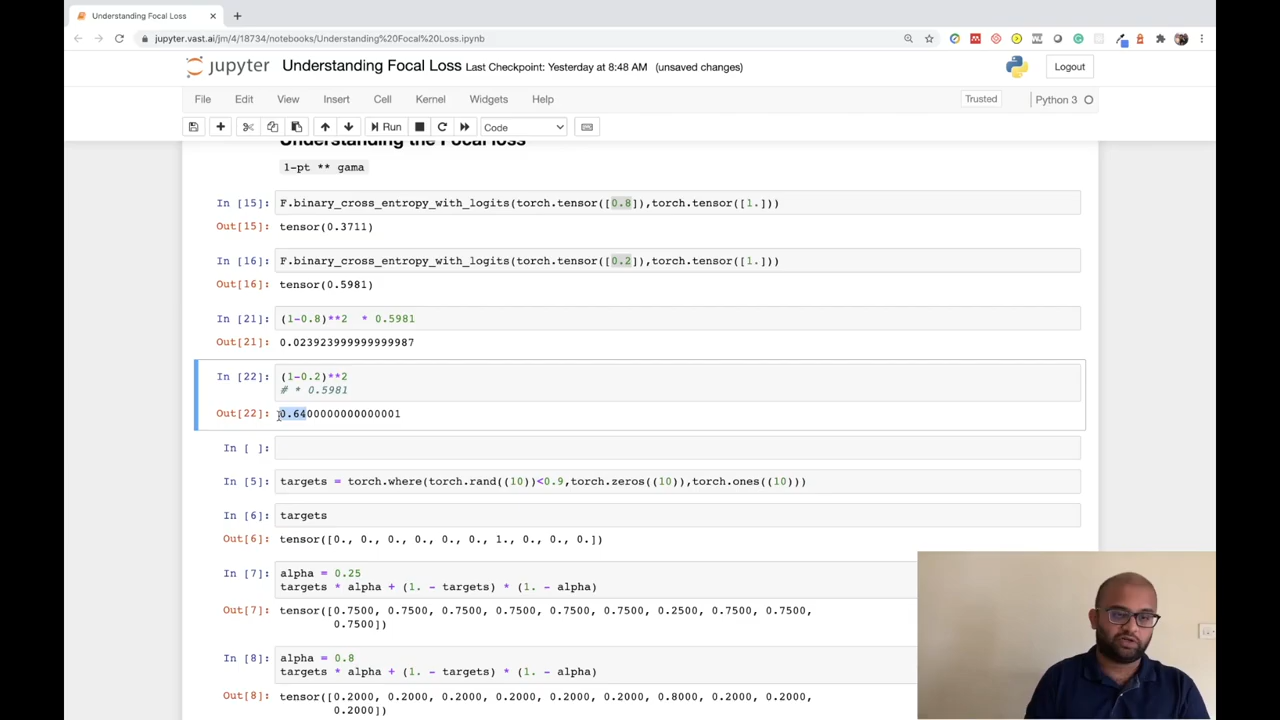 Understanding Focal Loss
jupyter.vast.ai/jm/4/18734/notebooks/Understanding%20Focal%20Loss.ipynb
jupyter Understanding Focal Loss Last Checkpoint: Yesterday at 8:48 AM (unsaved changes) Logout
File Edit View Insert Cell Kernel Widgets Help Trusted Python 3
Run Code
Understanding the Focal loss
1-pt ** gama
In [15]: F.binary_cross_entropy_with_logits(torch.tensor([0.8]),torch.tensor([1.]))
Out[15]: tensor(0.3711)
In [16]: F.binary_cross_entropy_with_logits(torch.tensor([0.2]),torch.tensor([1.]))
Out[16]: tensor(0.5981)
In [21]: (1-0.8)**2 * 0.5981
Out[21]: 0.023923999999999987
In [22]: (1-0.2)**2
# * 0.5981
Out[22]: 0.6400000000000001
In [ ]:
In [5]: targets = torch.where(torch.rand((10))<0.9,torch.zeros((10)),torch.ones((10)))
In [6]: targets
Out[6]: tensor([0., 0., 0., 0., 0., 0., 1., 0., 0., 0.])
In [7]: alpha = 0.25
targets * alpha + (1. - targets) * (1. - alpha)
Out[7]: tensor([0.7500, 0.7500, 0.7500, 0.7500, 0.7500, 0.7500, 0.2500, 0.7500, 0.7500,
0.7500])
In [8]: alpha = 0.8
targets * alpha + (1. - targets) * (1. - alpha)
Out[8]: tensor([0.2000, 0.2000, 0.2000, 0.2000, 0.2000, 0.2000, 0.8000, 0.2000, 0.2000,
0.2000])